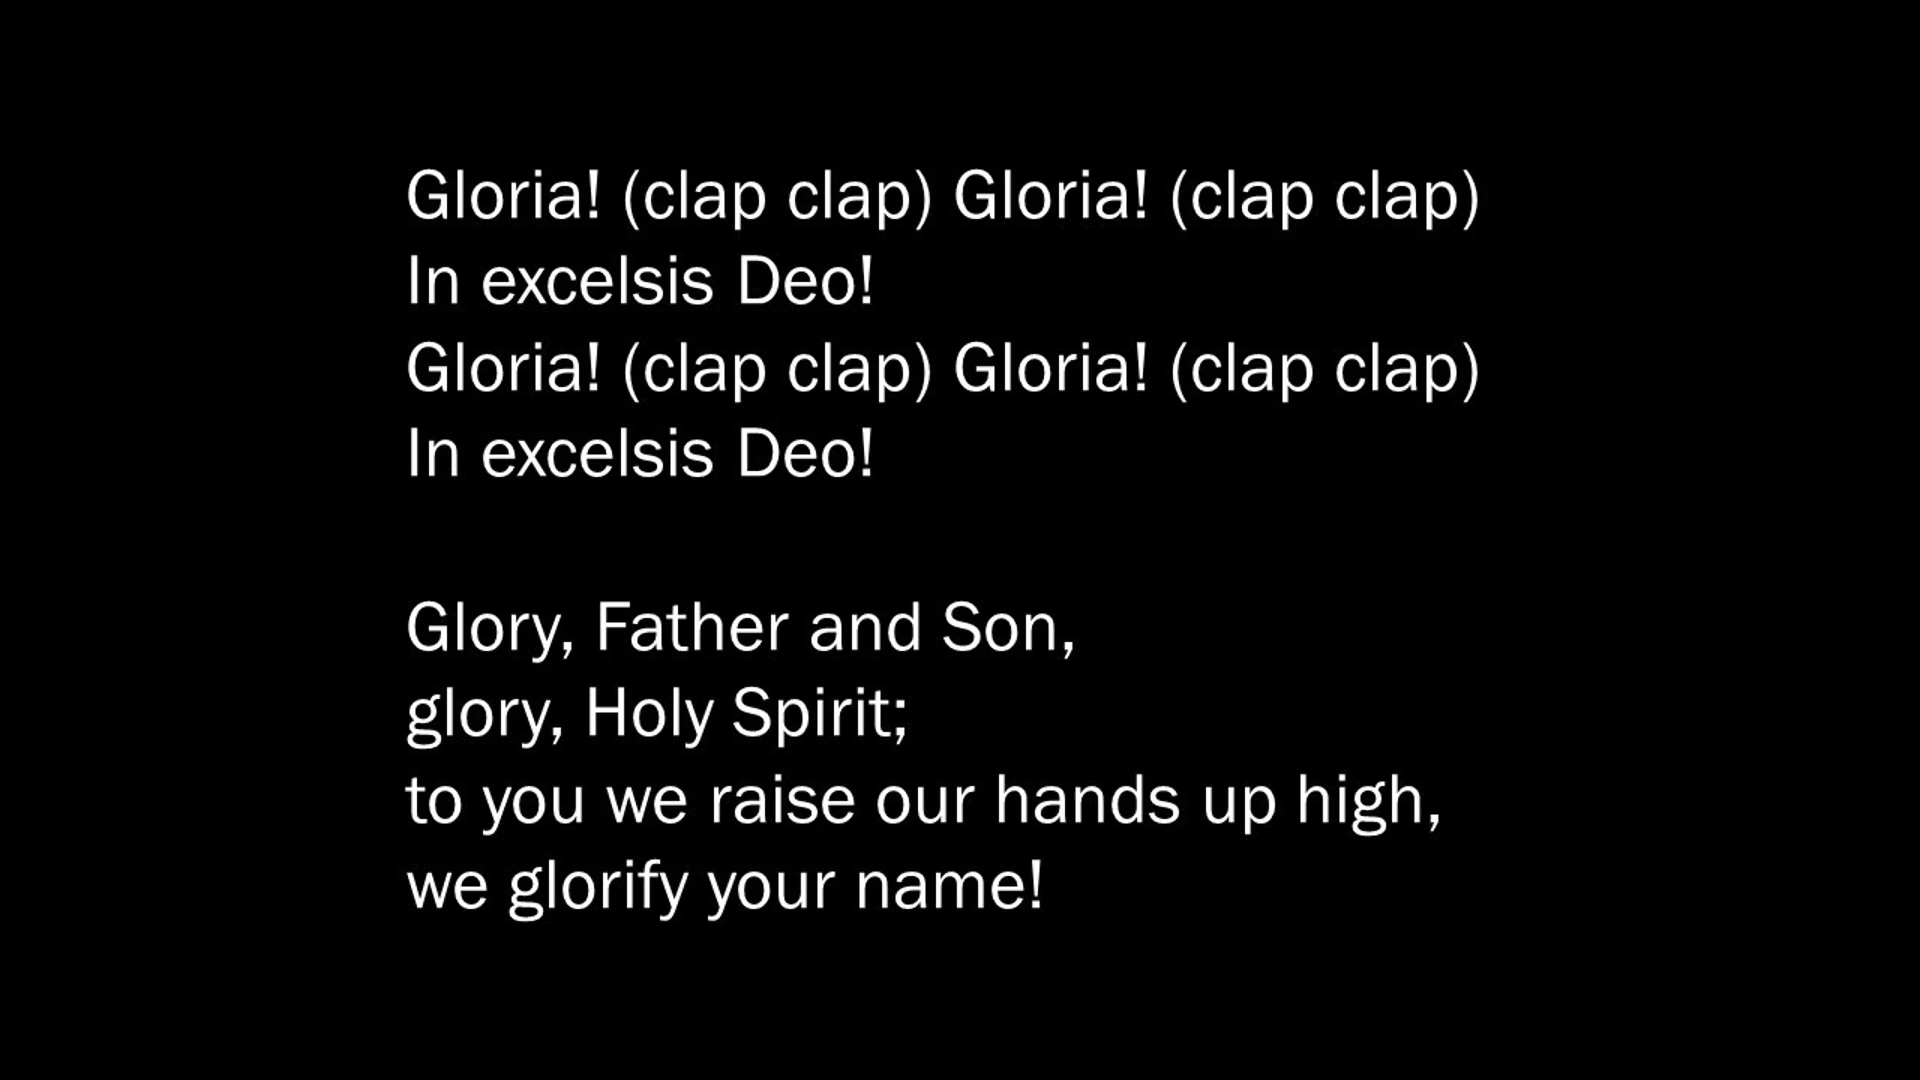 Gloria! (clap clap) Gloria! (clap clap)
In excelsis Deo!
Gloria! (clap clap) Gloria! (clap clap)
In excelsis Deo!
Glory, Father and Son,
glory, Holy Spirit;
to you we raise our hands up high,
we glorify your name!